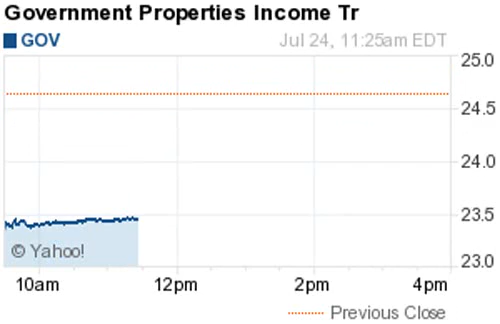 Government Properties Income Tr
GOV Jul 24, 11:25am EDT
25.0
24.5
24.0
23.5
23.0
© Yahoo!
10am 12pm 2pm 4pm
Previous Close